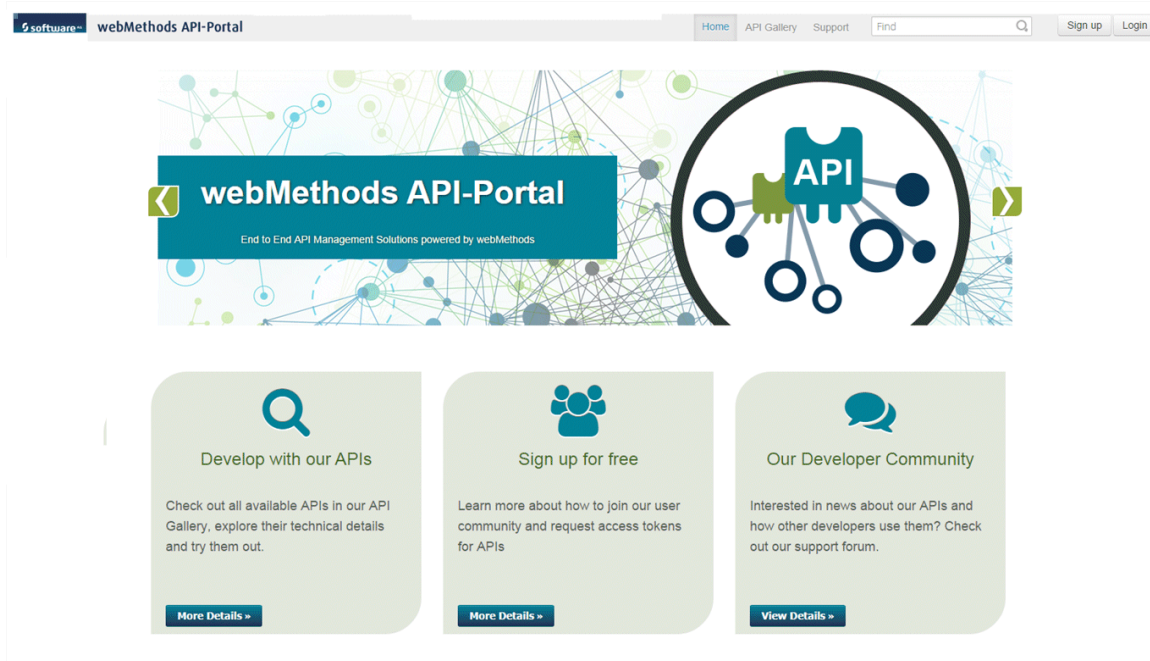 software AG webMethods API-Portal Home API Gallery Support Find Sign up Login
API
webMethods API-Portal
End to End API Management Solutions powered by webMethods
Develop with our APIs
Check out all available APIs in our API
Gallery, explore their technical details
and try them out.
More Details »
Sign up for free
Learn more about how to join our user
community and request access tokens
for APIs
More Details »
Our Developer Community
Interested in news about our APIs and
how other developers use them? Check
out our support forum.
View Details »